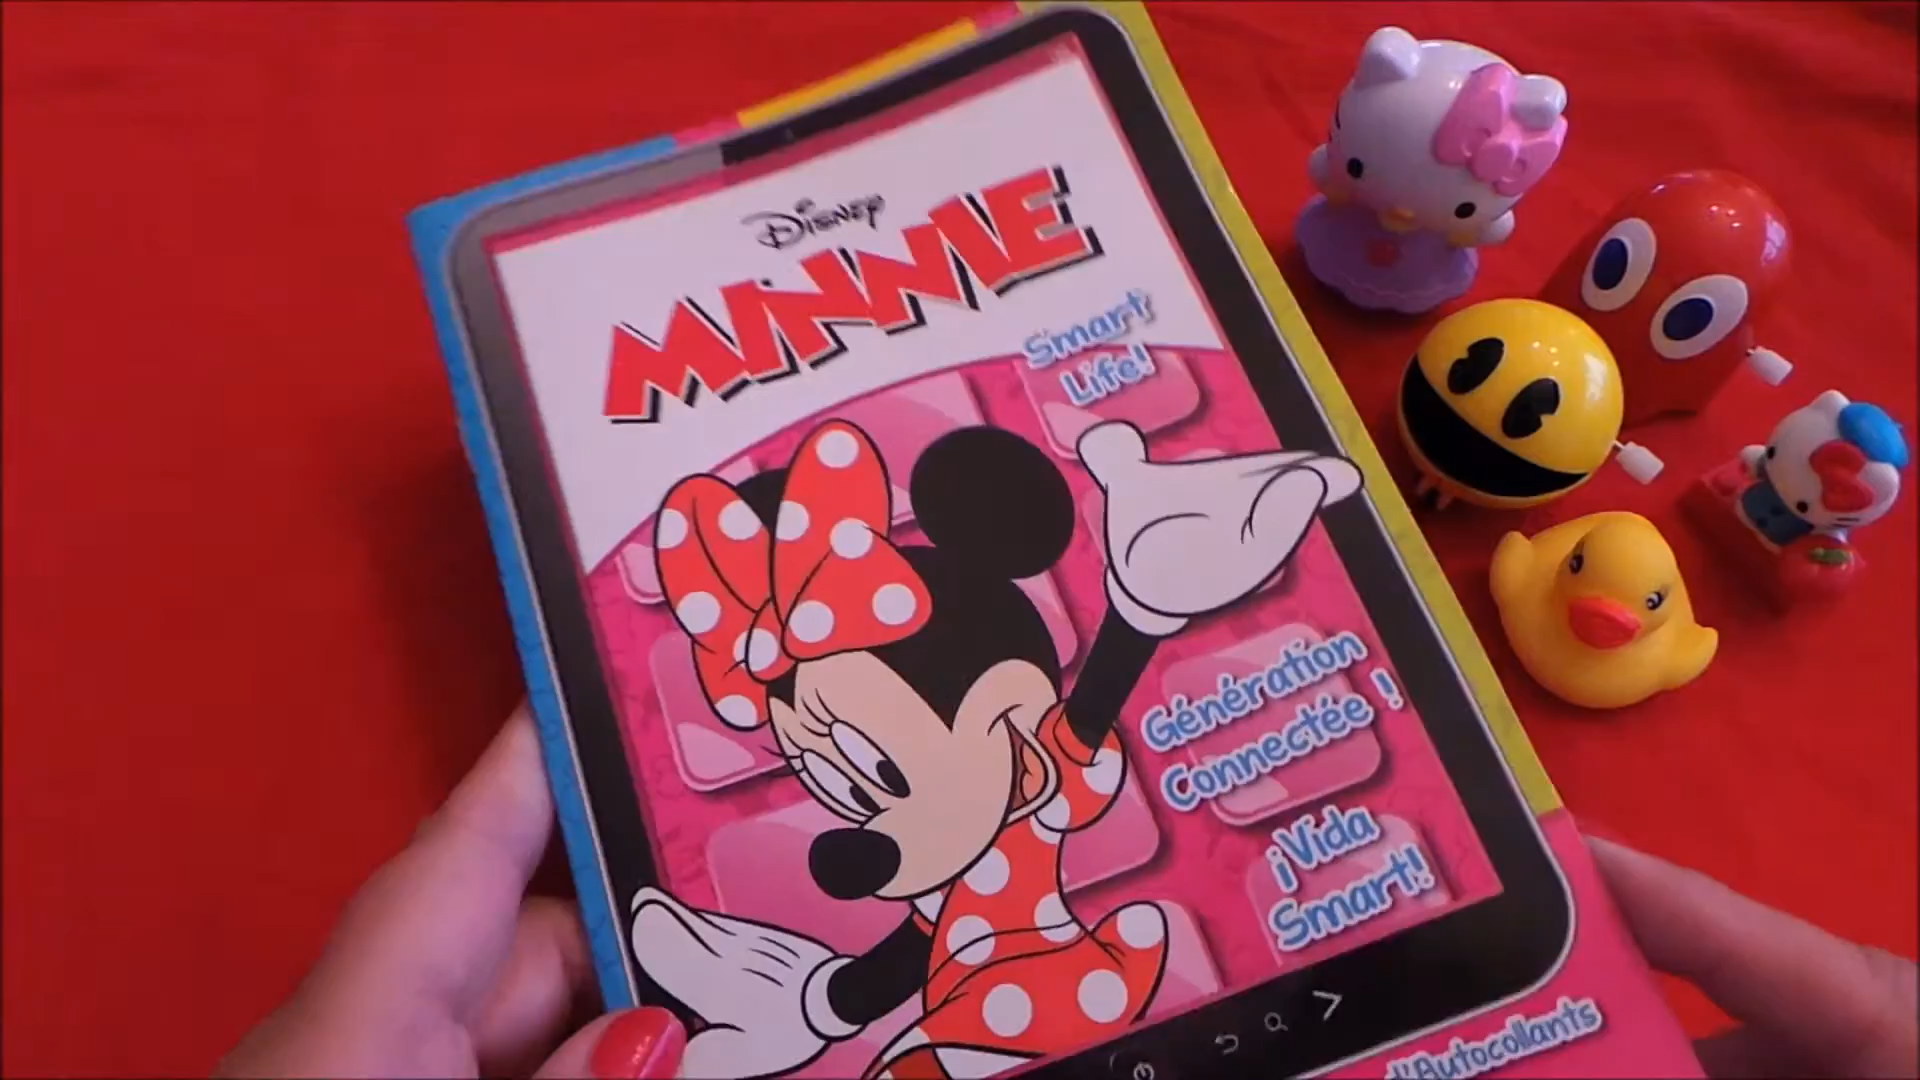 Disney
MINNIE
Smart
Life!
Génération
Connectée !
¡Vida
Smart!
d'Autocollants